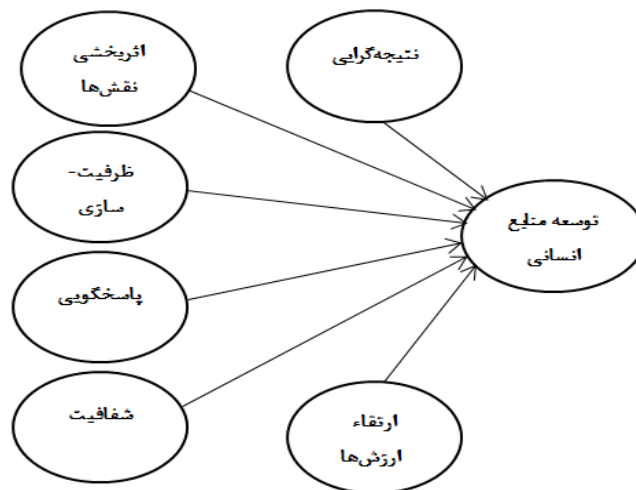 اثربخشی
نقش‌ها
نتیجه‌گرایی
ظرفیت-
سازی
توسعه منابع
انسانی
پاسخگویی
شفافیت
ارتقاء
ارزش‌ها